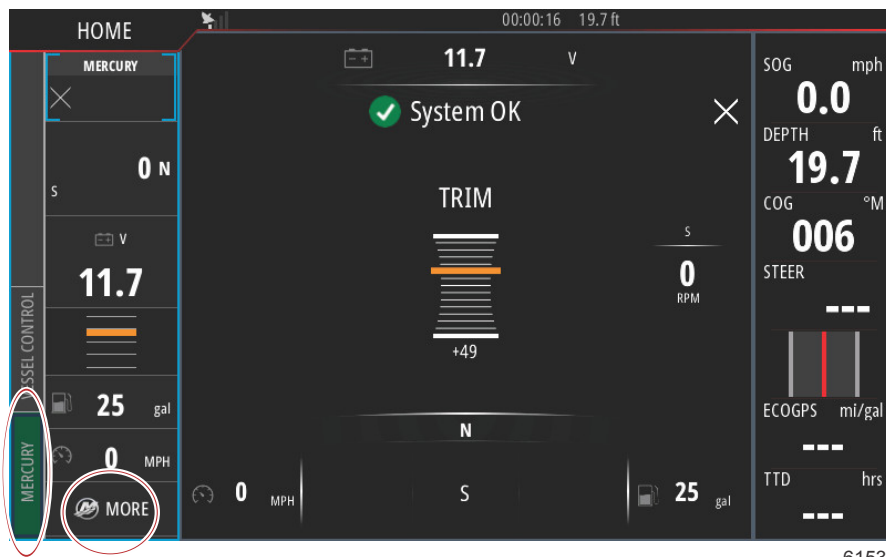 HOME
00:00:16 19.7 ft
MERCURY
0 N
S
V
11.7
25 gal
0 MPH
MORE
VESSEL CONTROL
MERCURY
11.7 V
System OK
TRIM
+49
S
0
RPM
N
0 MPH
S
25 gal
SOG mph
0.0
DEPTH ft
19.7
COG °M
006
STEER
---
ECOGPS mi/gal
---
TTD hrs
---
6153